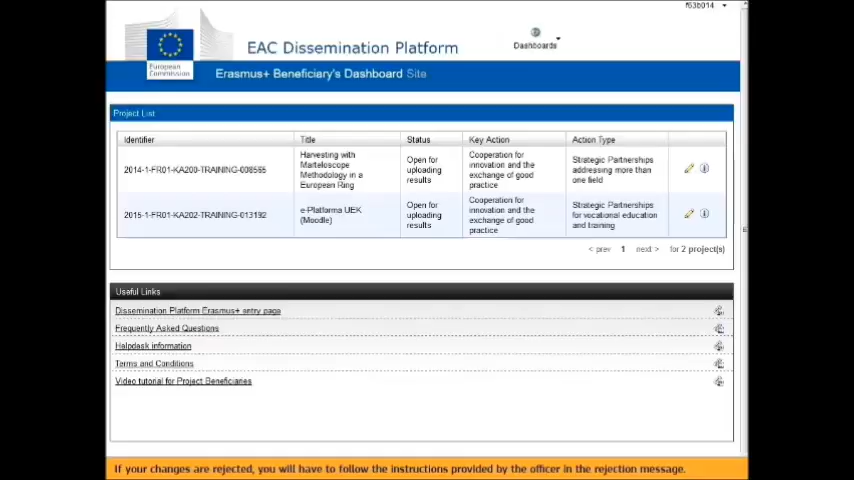 f53b014
EAC Dissemination Platform
Dashboards
European
Commission
Erasmus+ Beneficiary's Dashboard Site
Project List
Identifier Title Status Key Action Action Type
2014-1-FR01-KA200-TRAINING-008565
Harvesting with
Marteloscope
Methodology in a
European Ring
Open for
uploading
results
Cooperation for
innovation and the
exchange of good
practice
Strategic Partnerships
addressing more than
one field
2015-1-FR01-KA202-TRAINING-013192
e-Platforma UEK
(Moodle)
Open for
uploading
results
Cooperation for
innovation and the
exchange of good
practice
Strategic Partnerships
for vocational education
and training
< prev 1 next > for 2 project(s)
Useful Links
Dissemination Platform Erasmus+ entry page
Frequently Asked Questions
Helpdesk information
Terms and Conditions
Video tutorial for Project Beneficiaries
If your changes are rejected, you will have to follow the instructions provided by the officer in the rejection message.